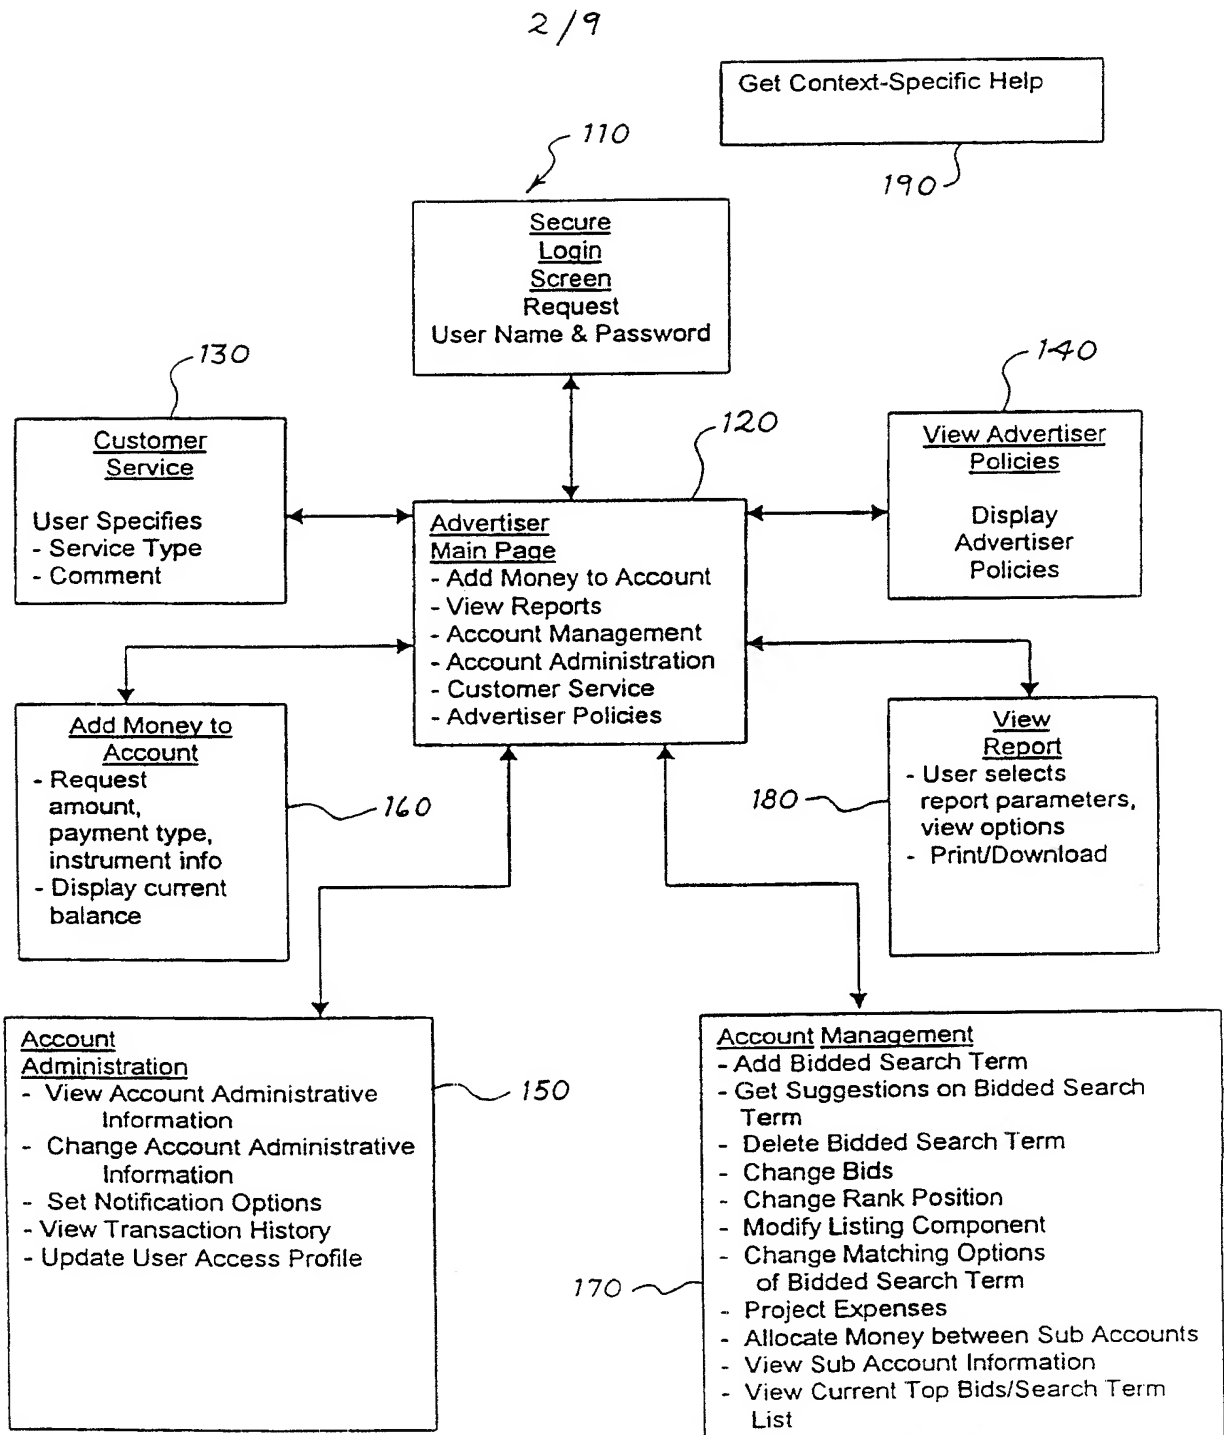 2/9
Get Context-Specific Help
190
110
Secure
Login
Screen
Request
User Name & Password
130
Customer
Service
User Specifies
- Service Type
- Comment
120
Advertiser
Main Page
- Add Money to Account
- View Reports
- Account Management
- Account Administration
- Customer Service
- Advertiser Policies
140
View Advertiser
Policies
Display
Advertiser
Policies
Add Money to
Account
- Request
amount,
payment type,
instrument info
- Display current
balance
160
View
Report
- User selects
report parameters,
view options
- Print/Download
180
Account
Administration
- View Account Administrative
Information
- Change Account Administrative
Information
- Set Notification Options
- View Transaction History
- Update User Access Profile
150
Account Management
- Add Bidded Search Term
- Get Suggestions on Bidded Search
Term
- Delete Bidded Search Term
- Change Bids
- Change Rank Position
- Modify Listing Component
- Change Matching Options
of Bidded Search Term
- Project Expenses
- Allocate Money between Sub Accounts
- View Sub Account Information
- View Current Top Bids/Search Term
List
170